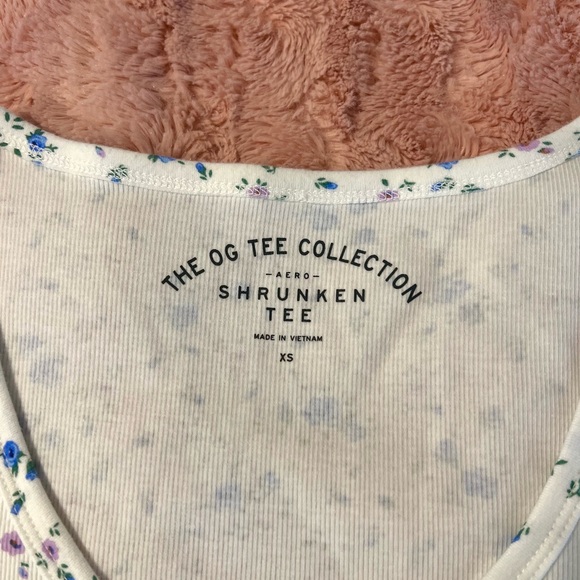 THE OG TEE COLLECTION
-AERO-
SHRUNKEN
TEE
MADE IN VIETNAM
XS